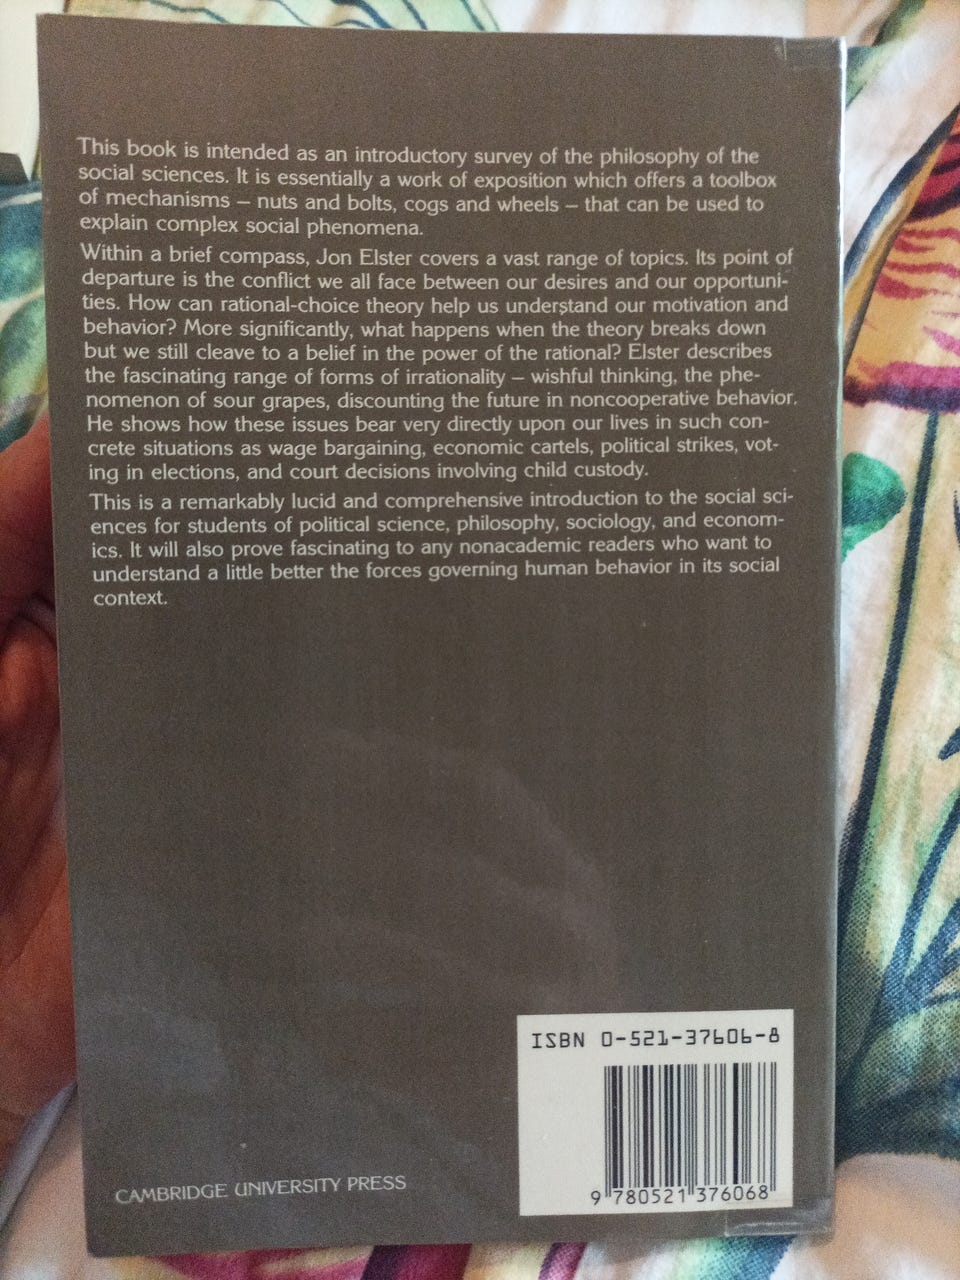 This book is intended as an introductory survey of the philosophy of the
social sciences. It is essentially a work of exposition which offers a toolbox
of mechanisms – nuts and bolts, cogs and wheels – that can be used to
explain complex social phenomena.
Within a brief compass, Jon Elster covers a vast range of topics. Its point of
departure is the conflict we all face between our desires and our opportuni-
ties. How can rational-choice theory help us understand our motivation and
behavior? More significantly, what happens when the theory breaks down
but we still cleave to a belief in the power of the rational? Elster describes
the fascinating range of forms of irrationality – wishful thinking, the phe-
nomenon of sour grapes, discounting the future in noncooperative behavior.
He shows how these issues bear very directly upon our lives in such con-
crete situations as wage bargaining, economic cartels, political strikes, vot-
ing in elections, and court decisions involving child custody.
This is a remarkably lucid and comprehensive introduction to the social sci-
ences for students of political science, philosophy, sociology, and econom-
ics. It will also prove fascinating to any nonacademic readers who want to
understand a little better the forces governing human behavior in its social
context.
ISBN 0-521-37606-8
9 780521 376068
CAMBRIDGE UNIVERSITY PRESS